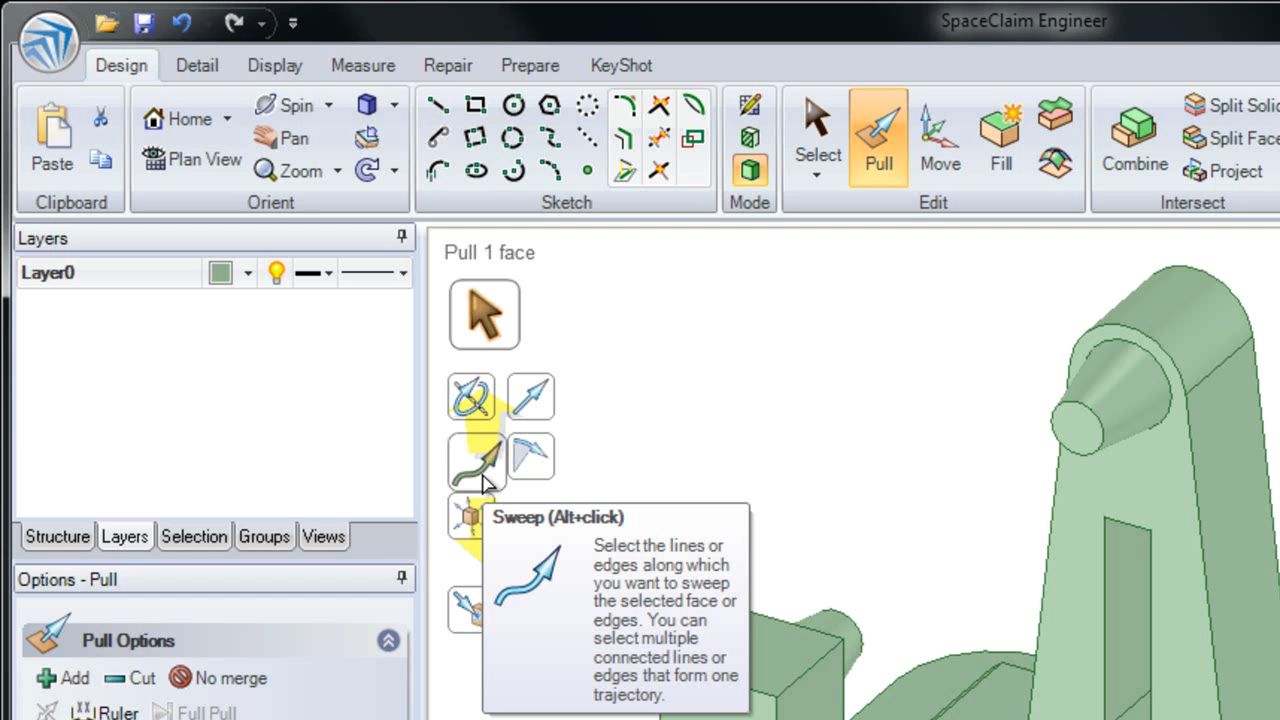 SpaceClaim Engineer
Design Detail Display Measure Repair Prepare KeyShot
Paste
Clipboard
Home
Plan View
Spin
Pan
Zoom
Orient
Sketch
Mode
Select
Pull
Move
Fill
Edit
Combine
Split Solid
Split Face
Project
Intersect
Layers
Layer0
Structure Layers Selection Groups Views
Options - Pull
Pull Options
Add Cut No merge
Ruler Full Pull
Pull 1 face
Sweep (Alt+click)
Select the lines or
edges along which
you want to sweep
the selected face or
edges. You can
select multiple
connected lines or
edges that form one
trajectory.